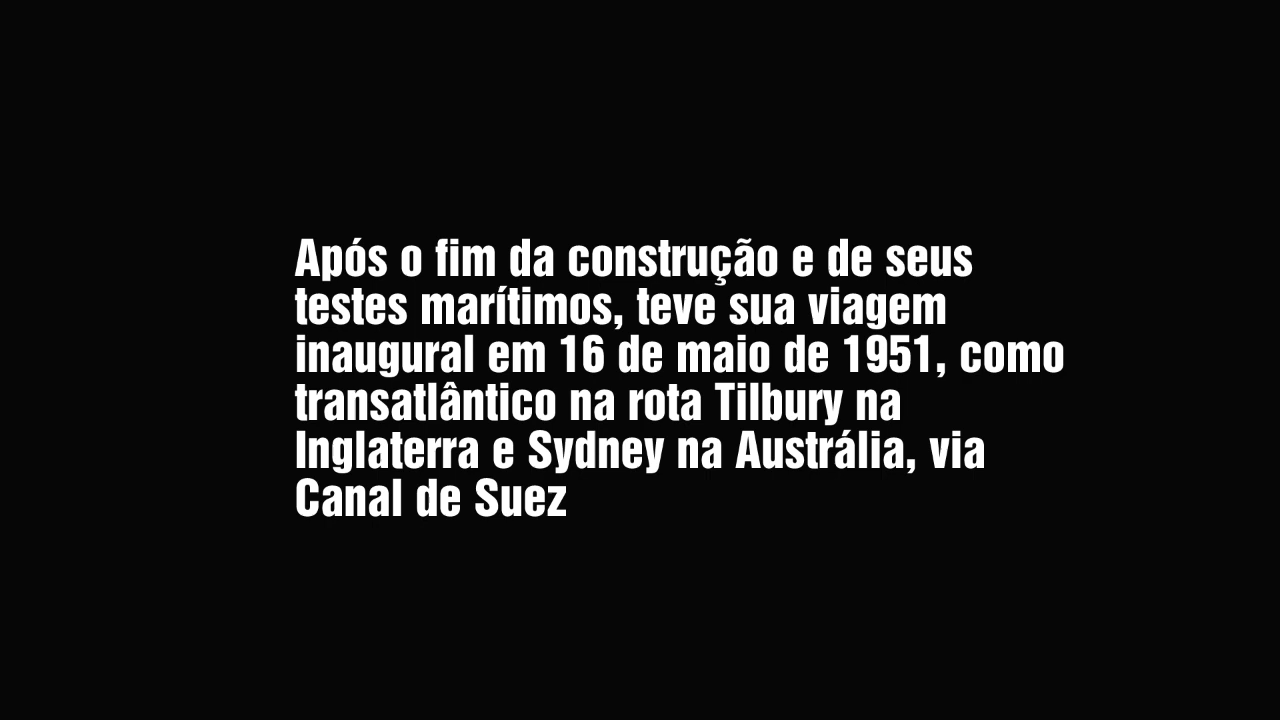 Após o fim da construção e de seus
testes marítimos, teve sua viagem
inaugural em 16 de maio de 1951, como
transatlântico na rota Tilbury na
Inglaterra e Sydney na Austrália, via
Canal de Suez